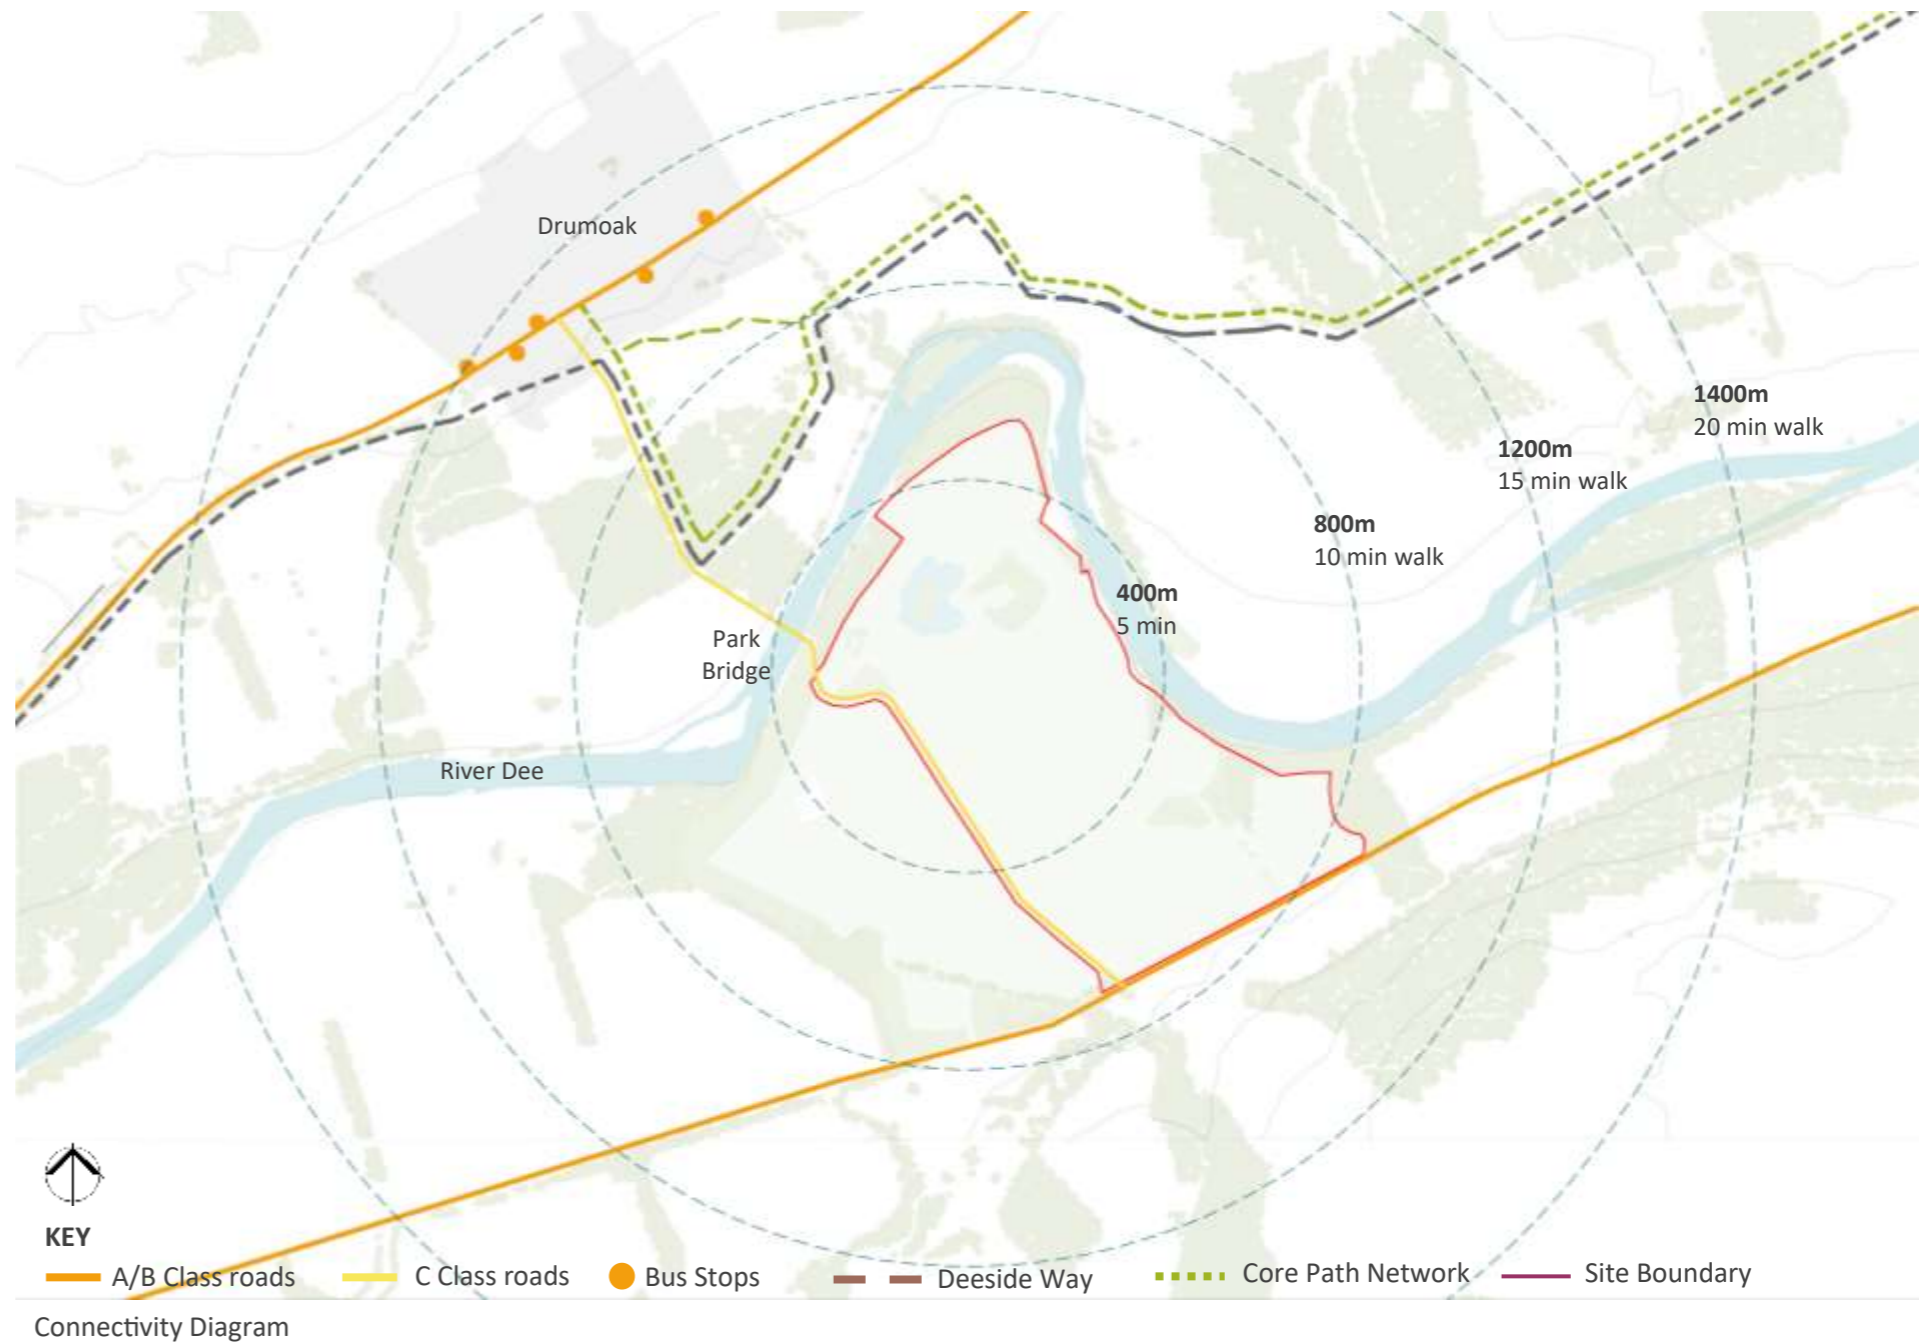 Drumoak
1400m
20 min walk
1200m
15 min walk
800m
10 min walk
400m
5 min
Park
Bridge
River Dee
KEY
A/B Class roads
C Class roads
Bus Stops
Deeside Way
Core Path Network
Site Boundary
Connectivity Diagram